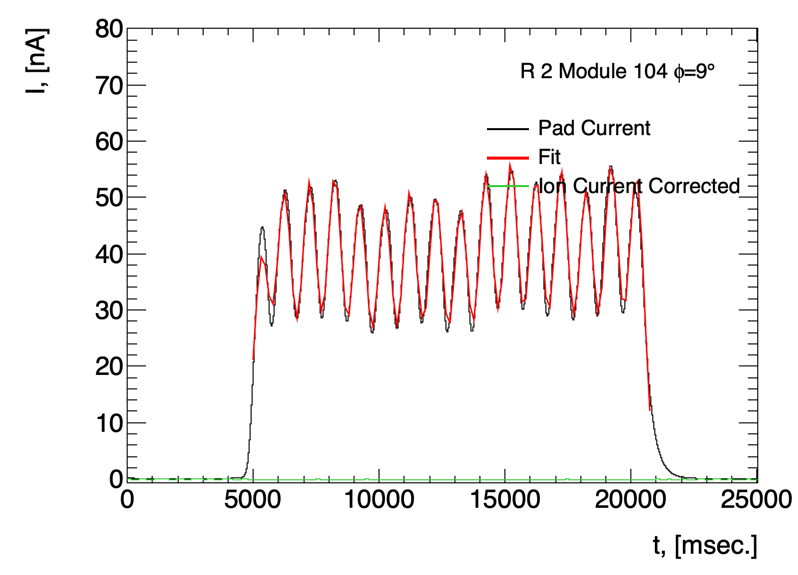 I, [nA]
80
70
60
50
40
30
20
10
0
R 2 Module 104 ϕ=9°
Pad Current
Fit
Ion Current Corrected
0 5000 10000 15000 20000 25000
t, [msec.]